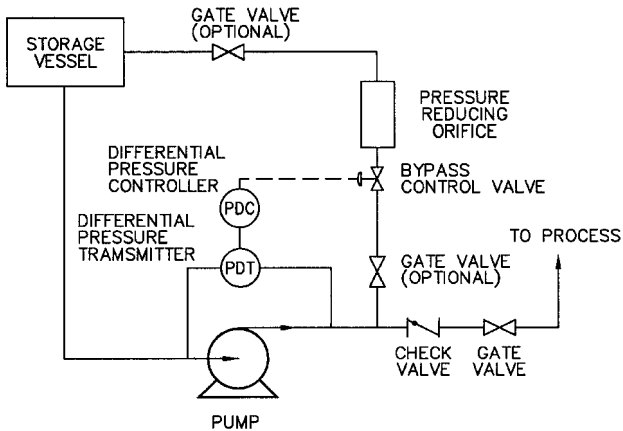 GATE VALVE
(OPTIONAL)
STORAGE
VESSEL
PRESSURE
REDUCING
ORIFICE
DIFFERENTIAL
PRESSURE
CONTROLLER
BYPASS
CONTROL VALVE
PDC
DIFFERENTIAL
PRESSURE
TRAMSMITTER
PDT
GATE VALVE
(OPTIONAL)
TO PROCESS
CHECK
VALVE
GATE
VALVE
PUMP